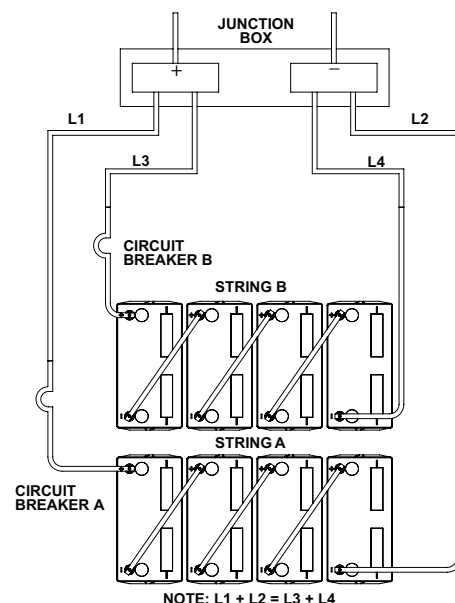 JUNCTION
BOX
+
−
L1
L2
L3
L4
CIRCUIT
BREAKER B
STRING B
+
+
+
+
STRING A
+
+
+
+
CIRCUIT
BREAKER A
NOTE: L1 + L2 = L3 + L4